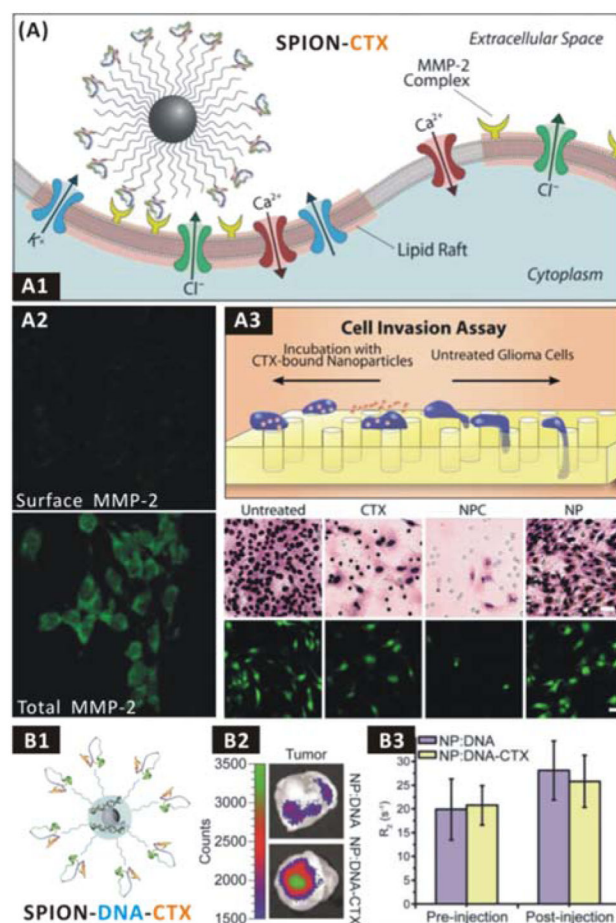 (A)
SPION-CTX
Extracellular Space
MMP-2
Complex
Ca²⁺
Cl⁻
K⁺
Cl⁻
Ca²⁺
Lipid Raft
Cytoplasm
A1
A2
Surface MMP-2
Total MMP-2
A3
Cell Invasion Assay
Incubation with
CTX-bound Nanoparticles
Untreated Glioma Cells
Untreated
CTX
NPC
NP
B1
SPION-DNA-CTX
B2
Tumor
Counts
3500
3000
2500
2000
1500
NP:DNA
NP:DNA-CTX
B3
NP:DNA
NP:DNA-CTX
R₂ (s⁻¹)
30
25
20
15
10
5
0
Pre-injection
Post-injection